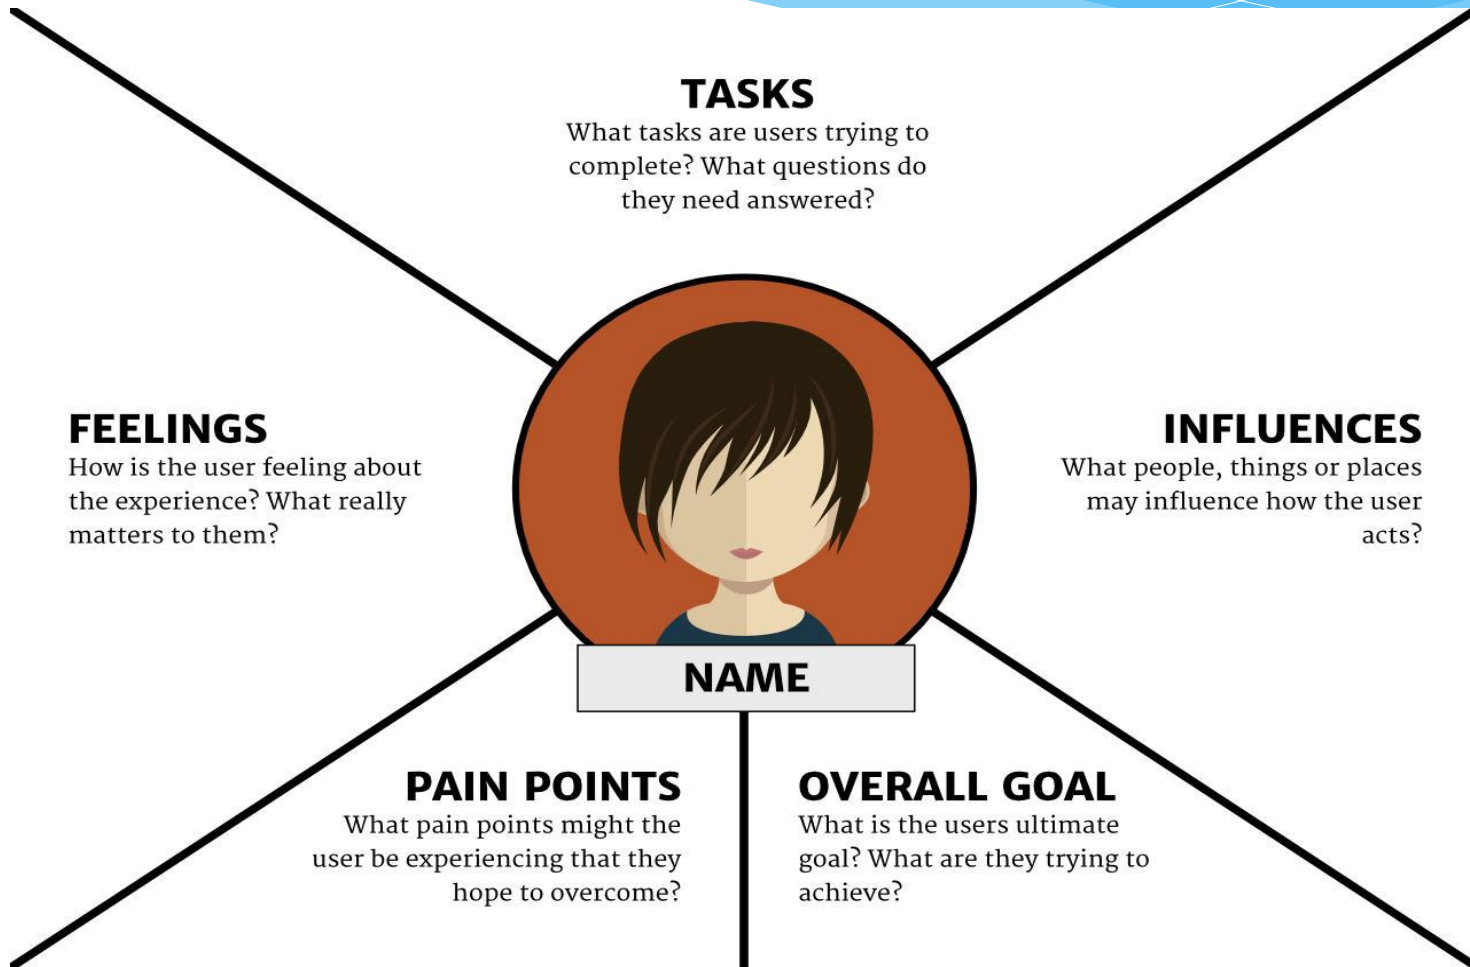 TASKS
What tasks are users trying to
complete? What questions do
they need answered?
FEELINGS
How is the user feeling about
the experience? What really
matters to them?
INFLUENCES
What people, things or places
may influence how the user
acts?
NAME
PAIN POINTS
What pain points might the
user be experiencing that they
hope to overcome?
OVERALL GOAL
What is the users ultimate
goal? What are they trying to
achieve?